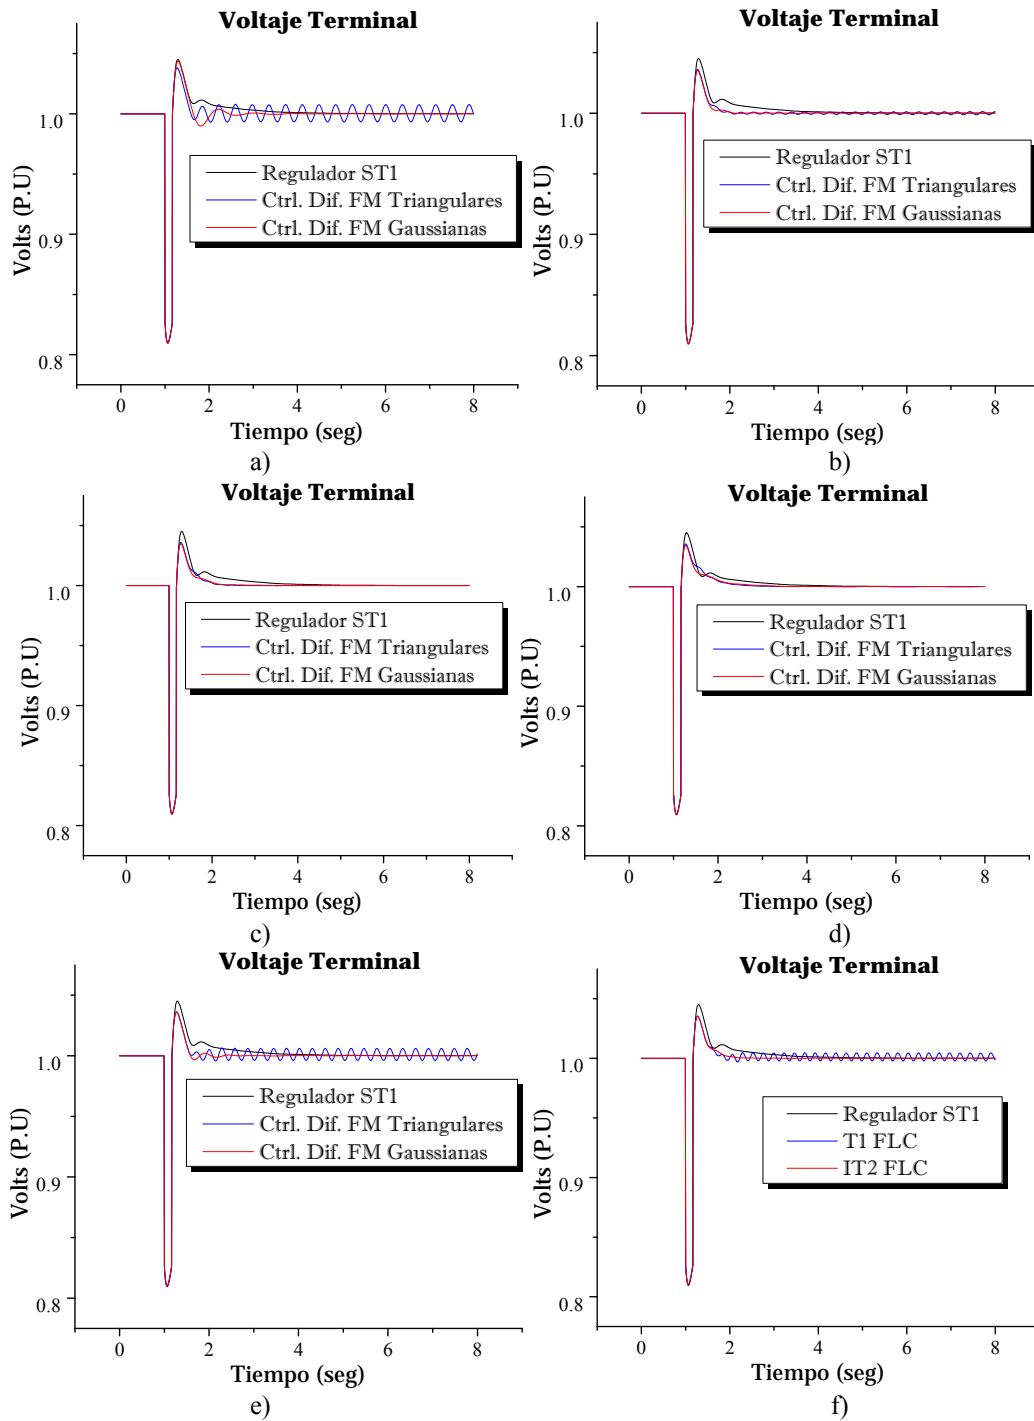 Voltaje Terminal
Volts (P.U)
1.0
0.9
0.8
Regulador ST1
Ctrl. Dif. FM Triangulares
Ctrl. Dif. FM Gaussianas
0 2 4 6 8
Tiempo (seg)
a)
Voltaje Terminal
Volts (P.U)
1.0
0.9
0.8
Regulador ST1
Ctrl. Dif. FM Triangulares
Ctrl. Dif. FM Gaussianas
0 2 4 6 8
Tiempo (seg)
b)
Voltaje Terminal
Volts (P.U)
1.0
0.9
0.8
Regulador ST1
Ctrl. Dif. FM Triangulares
Ctrl. Dif. FM Gaussianas
0 2 4 6 8
Tiempo (seg)
c)
Voltaje Terminal
Volts (P.U)
1.0
0.9
0.8
Regulador ST1
Ctrl. Dif. FM Triangulares
Ctrl. Dif. FM Gaussianas
0 2 4 6 8
Tiempo (seg)
d)
Voltaje Terminal
Volts (P.U)
1.0
0.9
0.8
Regulador ST1
Ctrl. Dif. FM Triangulares
Ctrl. Dif. FM Gaussianas
0 2 4 6 8
Tiempo (seg)
e)
Voltaje Terminal
Volts (P.U)
1.0
0.9
0.8
Regulador ST1
T1 FLC
IT2 FLC
0 2 4 6 8
Tiempo (seg)
f)